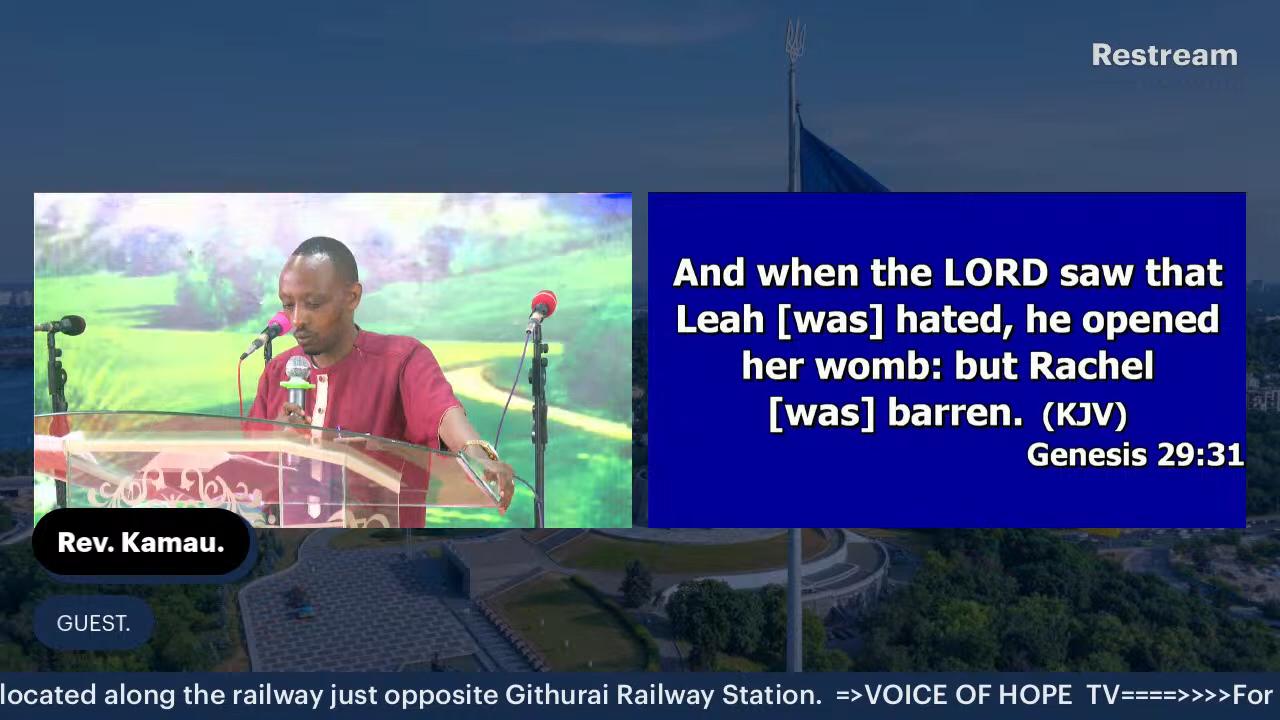 Restream
And when the LORD saw that
Leah [was] hated, he opened
her womb: but Rachel
[was] barren. (KJV)
Genesis 29:31
Rev. Kamau.
GUEST.
located along the railway just opposite Githurai Railway Station. =>VOICE OF HOPE TV====>>>>For